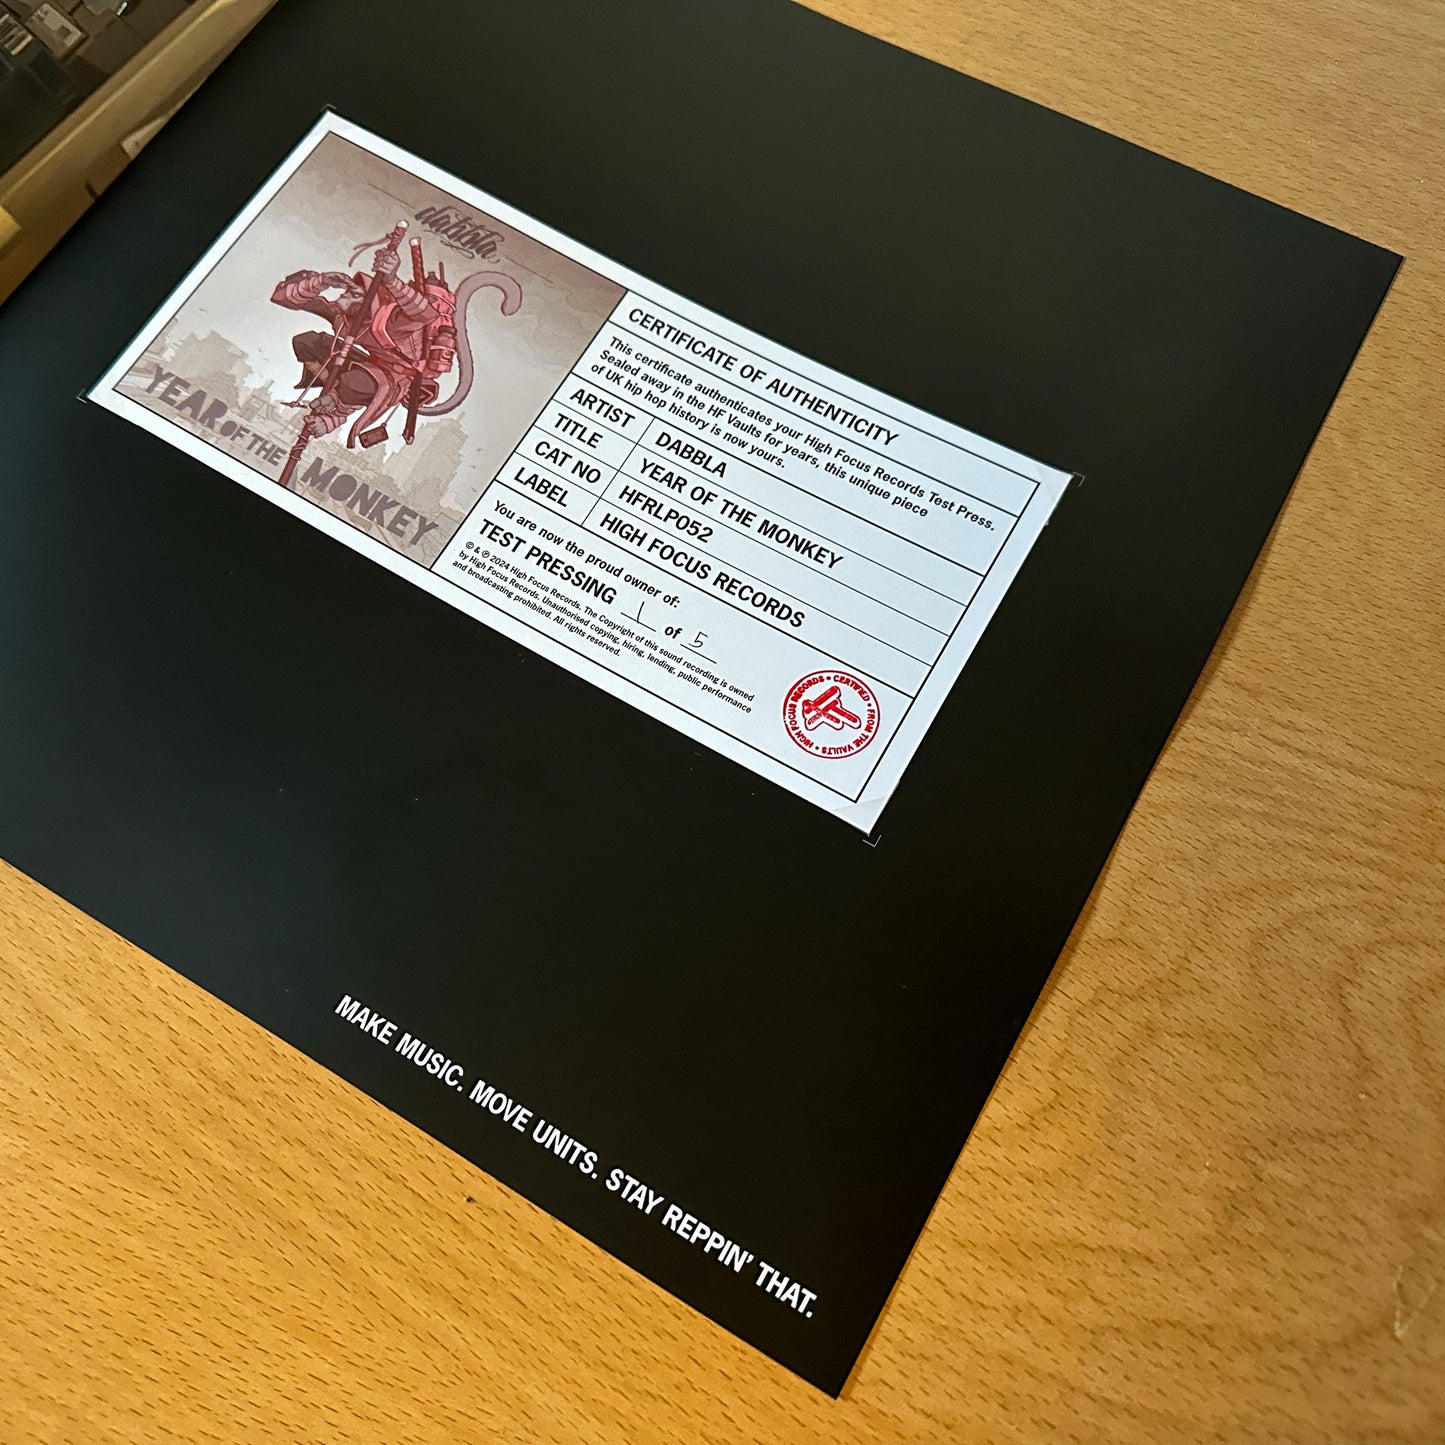 dabbla
YEAR OF THE MONKEY
CERTIFICATE OF AUTHENTICITY
This certificate authenticates your High Focus Records Test Press.
Sealed away in the HF Vaults for years, this unique piece
of UK hip hop history is now yours.
ARTIST DABBLA
TITLE YEAR OF THE MONKEY
CAT NO HFRLP052
LABEL HIGH FOCUS RECORDS
You are now the proud owner of:
TEST PRESSING 1 of 5
© & ℗ 2024 High Focus Records. The Copyright of this sound recording is owned
by High Focus Records. Unauthorised copying, hiring, lending, public performance
and broadcasting prohibited. All rights reserved.
HIGH FOCUS RECORDS • CERTIFIED • FROM THE VAULTS •
MAKE MUSIC. MOVE UNITS. STAY REPPIN' THAT.